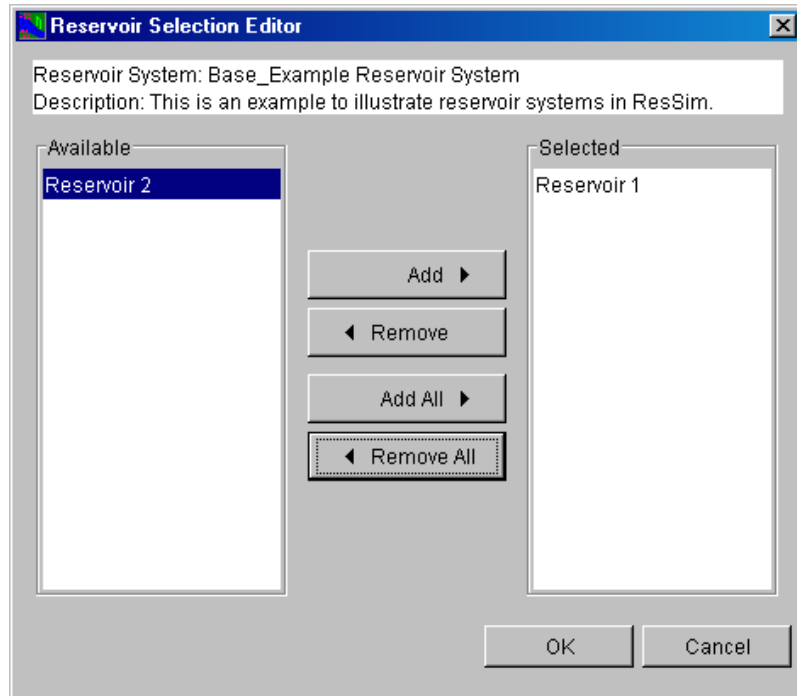 Reservoir Selection Editor
Reservoir System: Base_Example Reservoir System
Description: This is an example to illustrate reservoir systems in ResSim.
Available
Reservoir 2
Selected
Reservoir 1
Add
Remove
Add All
Remove All
OK
Cancel